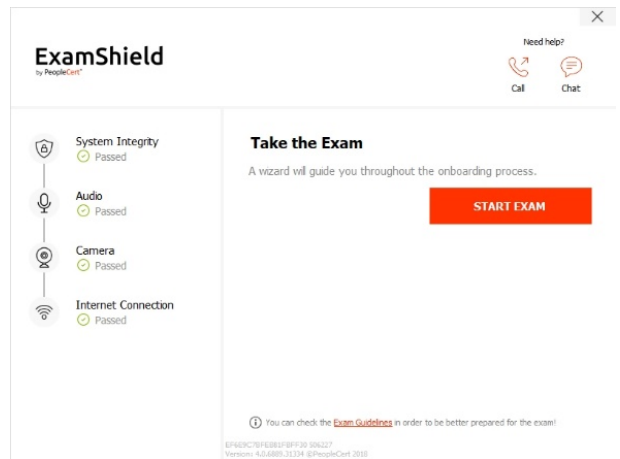 Need help?
ExamShield
by PeopleCert
Call
Chat
System Integrity
Passed
Audio
Passed
Camera
Passed
Internet Connection
Passed
Take the Exam
A wizard will guide you throughout the onboarding process.
START EXAM
You can check the Exam Guidelines in order to be better prepared for the exam!
©PeopleCert 2018